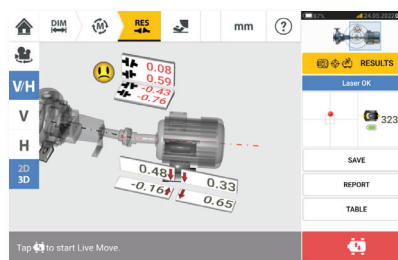 DIM
(M)
RES
mm
?
87%
24.05.2022
RESULTS
Laser OK
323
V/H
V
H
2D
3D
0.08
0.59
-0.43
-0.76
0.48
0.33
-0.16
0.65
SAVE
REPORT
TABLE
Tap to start Live Move.